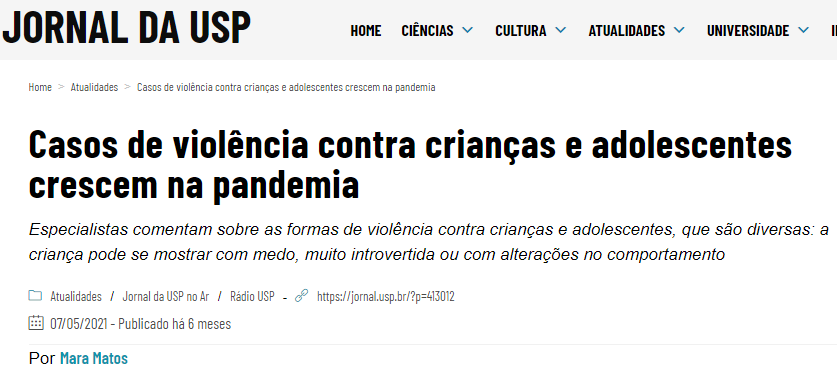 JORNAL DA USP
HOME CIÊNCIAS CULTURA ATUALIDADES UNIVERSIDADE
Home > Atualidades > Casos de violência contra crianças e adolescentes crescem na pandemia
Casos de violência contra crianças e adolescentes
crescem na pandemia
Especialistas comentam sobre as formas de violência contra crianças e adolescentes, que são diversas: a
criança pode se mostrar com medo, muito introvertida ou com alterações no comportamento
Atualidades / Jornal da USP no Ar / Rádio USP - https://jornal.usp.br/?p=413012
07/05/2021 - Publicado há 6 meses
Por Mara Matos